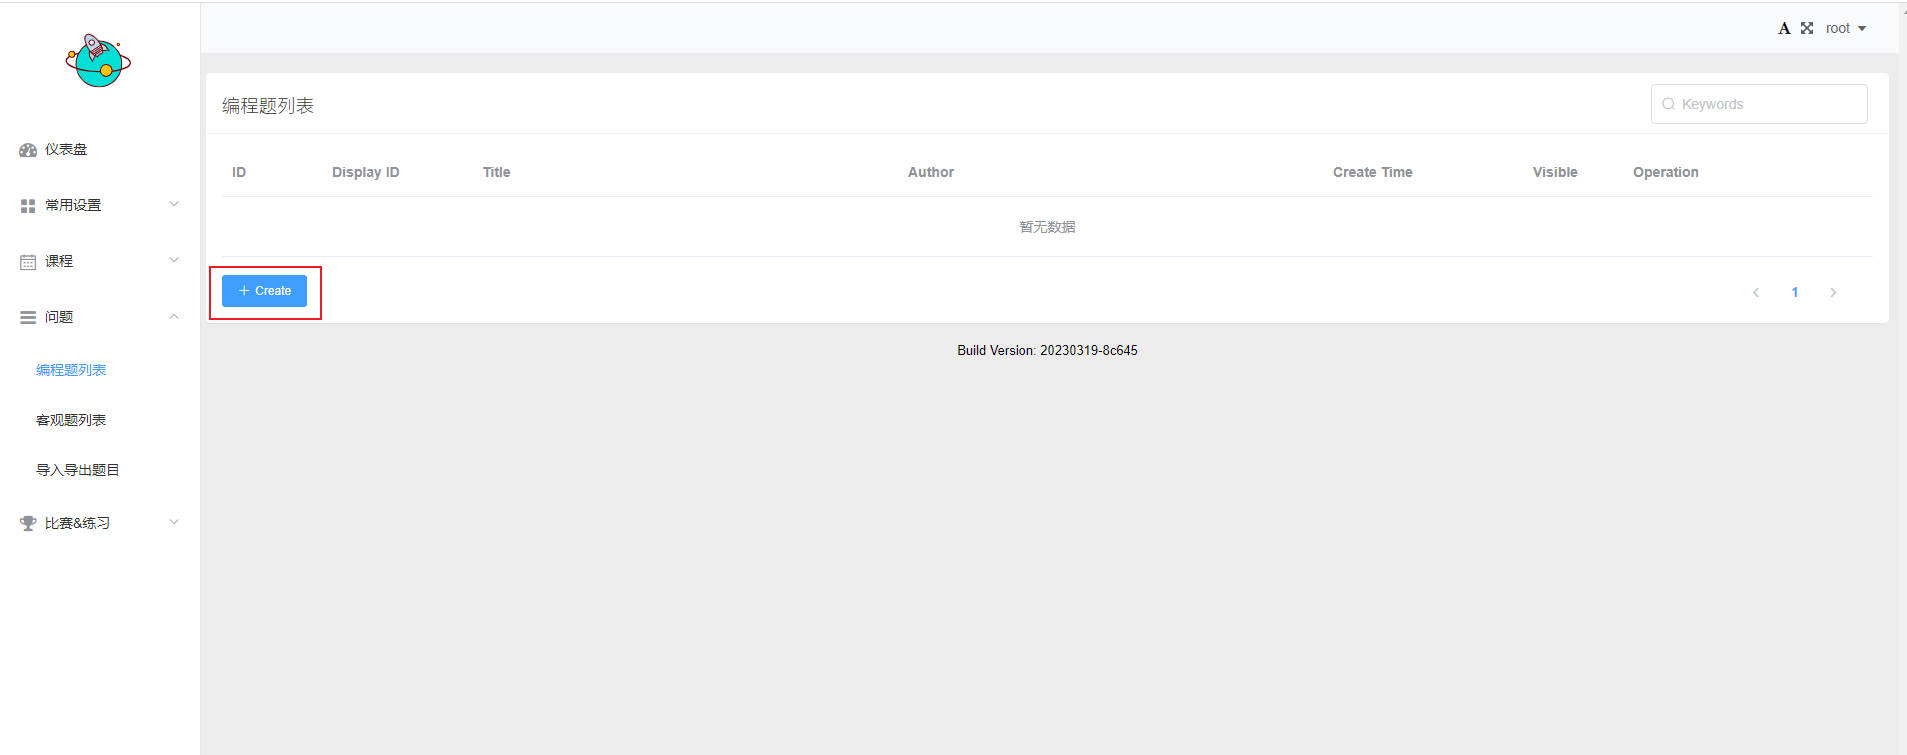 A root
仪表盘
常用设置
课程
问题
编程题列表
客观题列表
导入导出题目
比赛&练习
编程题列表
Keywords
ID Display ID Title Author Create Time Visible Operation
暂无数据
Create
1
Build Version: 20230319-8c645